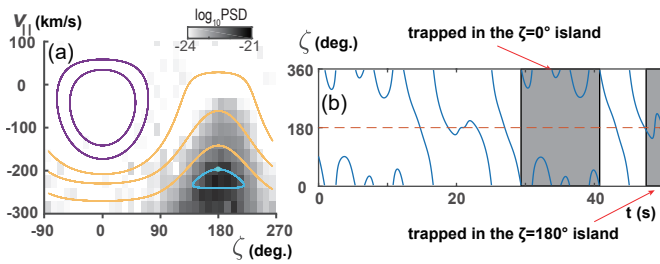 V|| (km/s)
log10PSD
-24
-21
ζ (deg.)
trapped in the ζ=0° island
100
0
-100
-200
-300
(a)
-90
0
90
180
270
ζ (deg.)
360
180
0
(b)
0
20
40
t (s)
trapped in the ζ=180° island